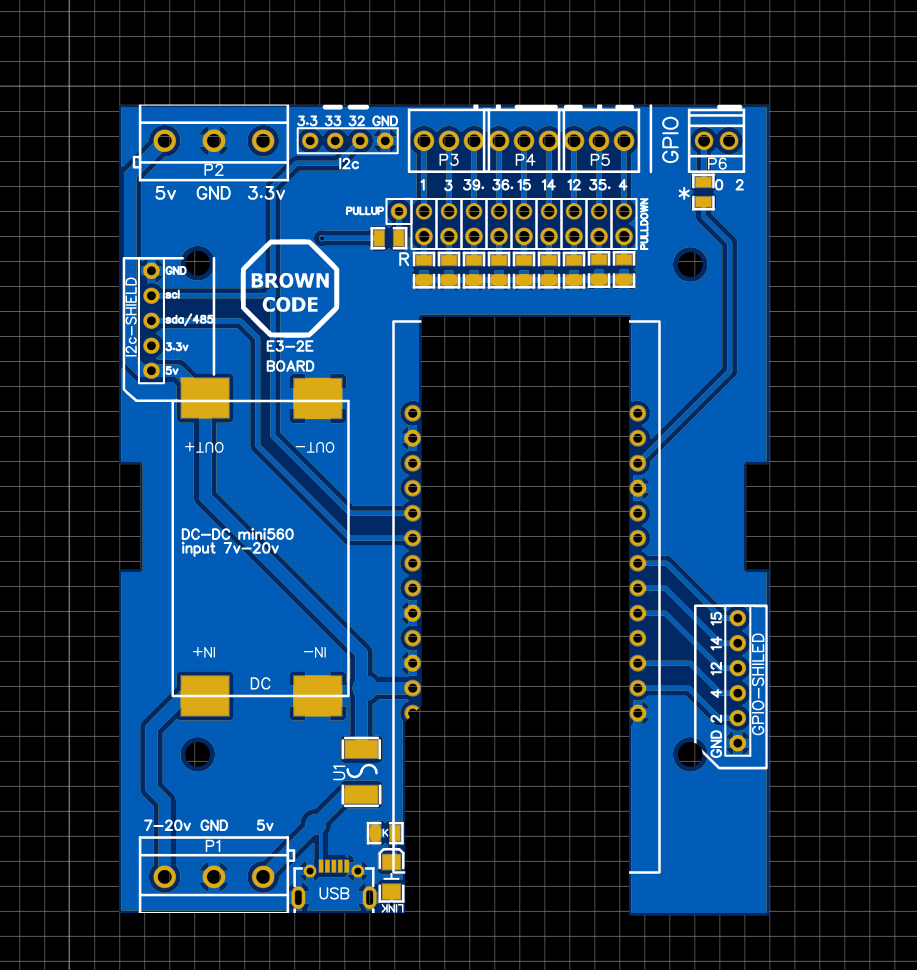 3.3 33 32 GND
I2c
P2
5v GND 3.3v
P3 P4 P5
GPIO
P6
1 3 39. 36. 15 14 12 35. 4
* 0 2
PULLUP
PULLDOWN
R
I2c-SHIELD
GND
scl
sda/485
3.3v
5v
BROWN
CODE
E3-2E
BOARD
OUT+ OUT-
DC-DC mini560
input 7v-20v
IN+ IN-
DC
15
14
12
4
2
GND
GPIO-SHILED
U1
7-20v GND 5v
P1
K
USB
LINK